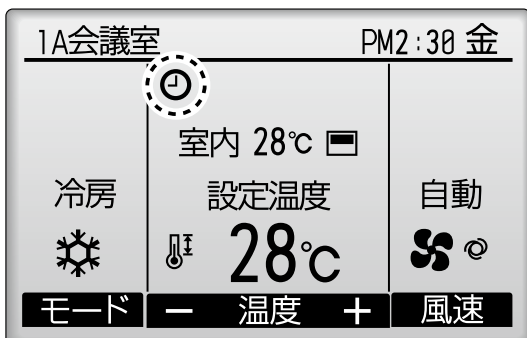 1A会議室 PM2:30 金
室内 28℃
冷房 設定温度 自動
28℃
モード － 温度 ＋ 風速